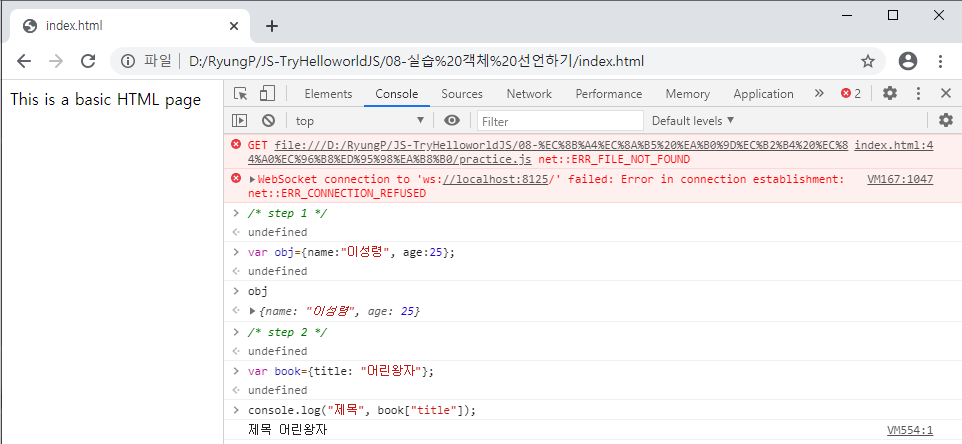 index.html
파일 D:/RyungP/JS-TryHelloworldJS/08-실습%20객체%20선언하기/index.html
This is a basic HTML page
Elements Console Sources Network Performance Memory Application » 2
top Filter Default levels ▼
GET file:///D:/RyungP/JS-TryHelloworldJS/08-%EC%8B%A4%EC%8A%B5%20%EA%B0%9D%EC%B2%B4%20%EC%8 index.html:4
4%A0%EC%96%B8%ED%95%98%EA%B8%B0/practice.js net::ERR_FILE_NOT_FOUND
WebSocket connection to 'ws://localhost:8125/' failed: Error in connection establishment: VM167:1047
net::ERR_CONNECTION_REFUSED
/* step 1 */
undefined
var obj={name:"이성령", age:25};
undefined
obj
{name: "이성령", age: 25}
/* step 2 */
undefined
var book={title: "어린왕자"};
undefined
console.log("제목", book["title"]);
제목 어린왕자 VM554:1